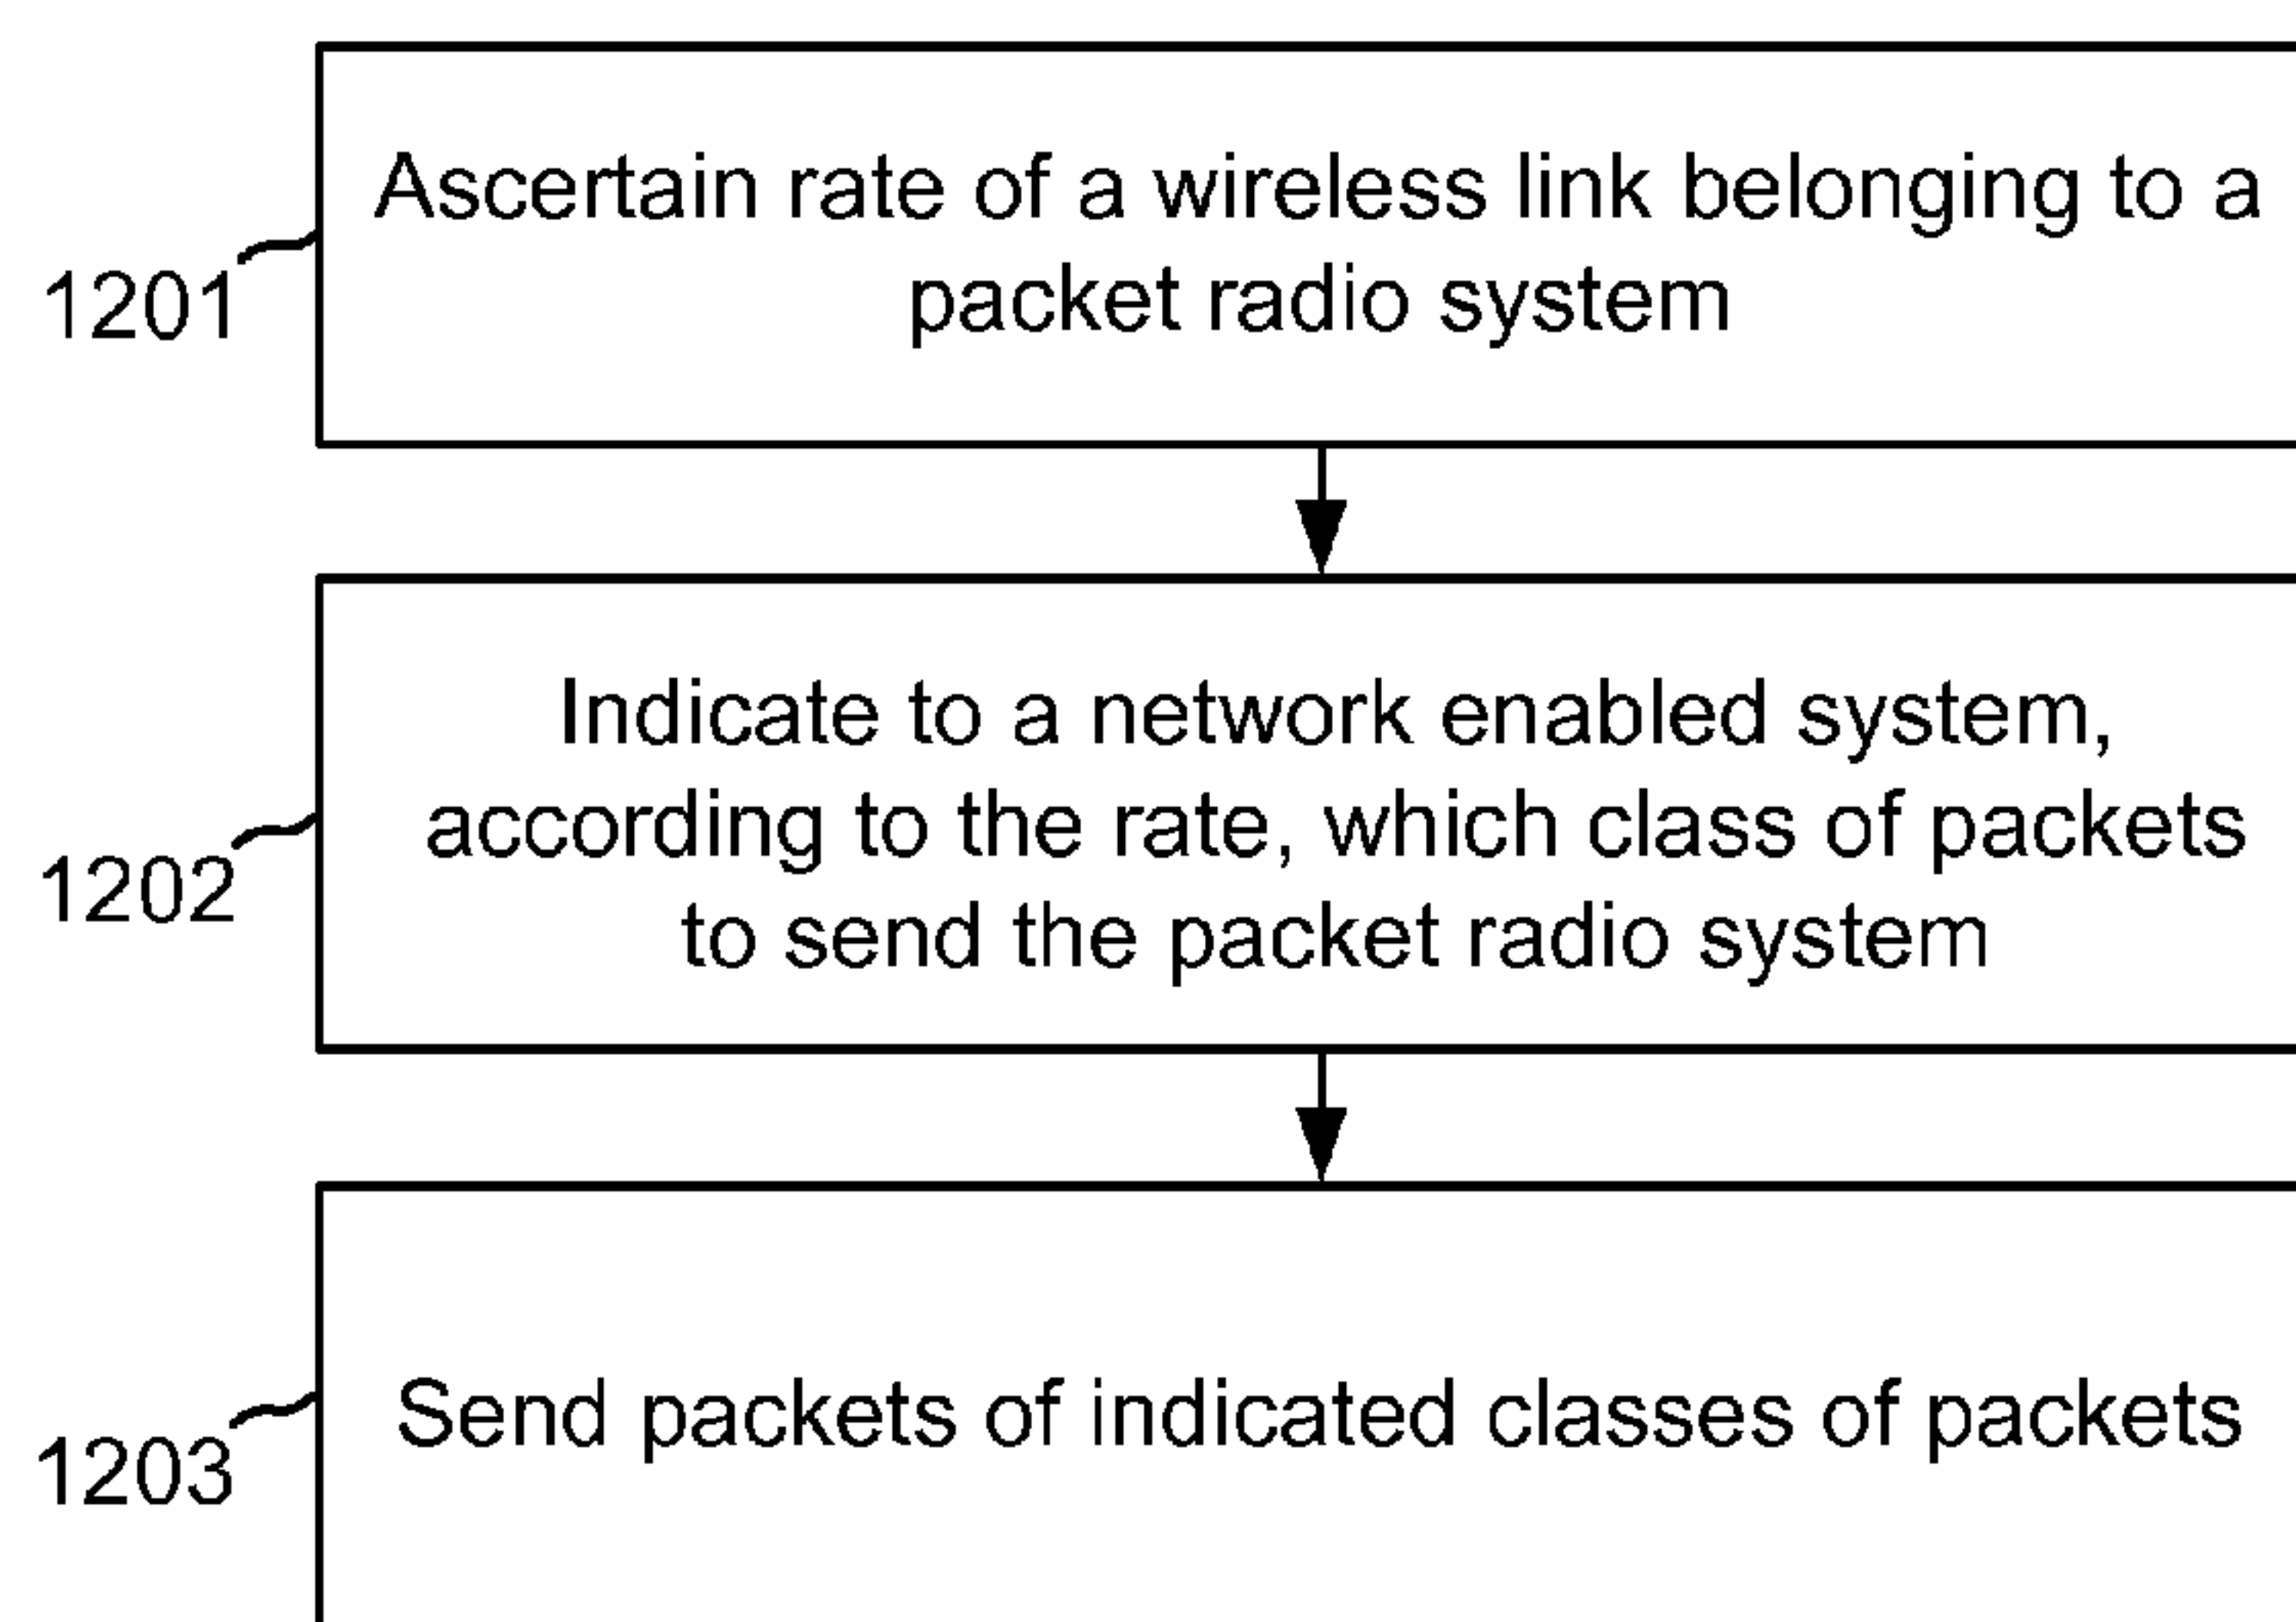 Ascertain rate of a wireless link belonging to a
packet radio system
1201
Indicate to a network enabled system,
according to the rate, which class of packets
to send the packet radio system
1202
Send packets of indicated classes of packets
1203